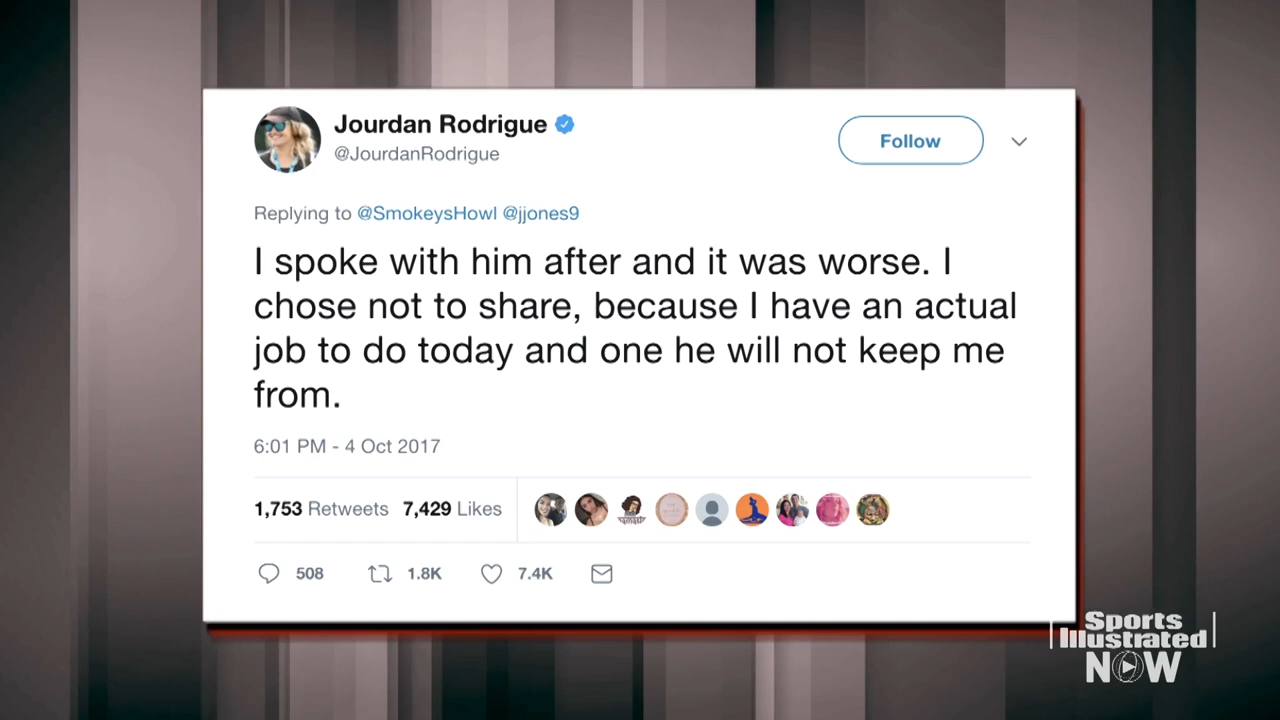 Jourdan Rodrigue
@JourdanRodrigue
Follow
Replying to @SmokeysHowl @jjones9
I spoke with him after and it was worse. I
chose not to share, because I have an actual
job to do today and one he will not keep me
from.
6:01 PM - 4 Oct 2017
1,753 Retweets 7,429 Likes
508 1.8K 7.4K
Sports
Illustrated
NOW